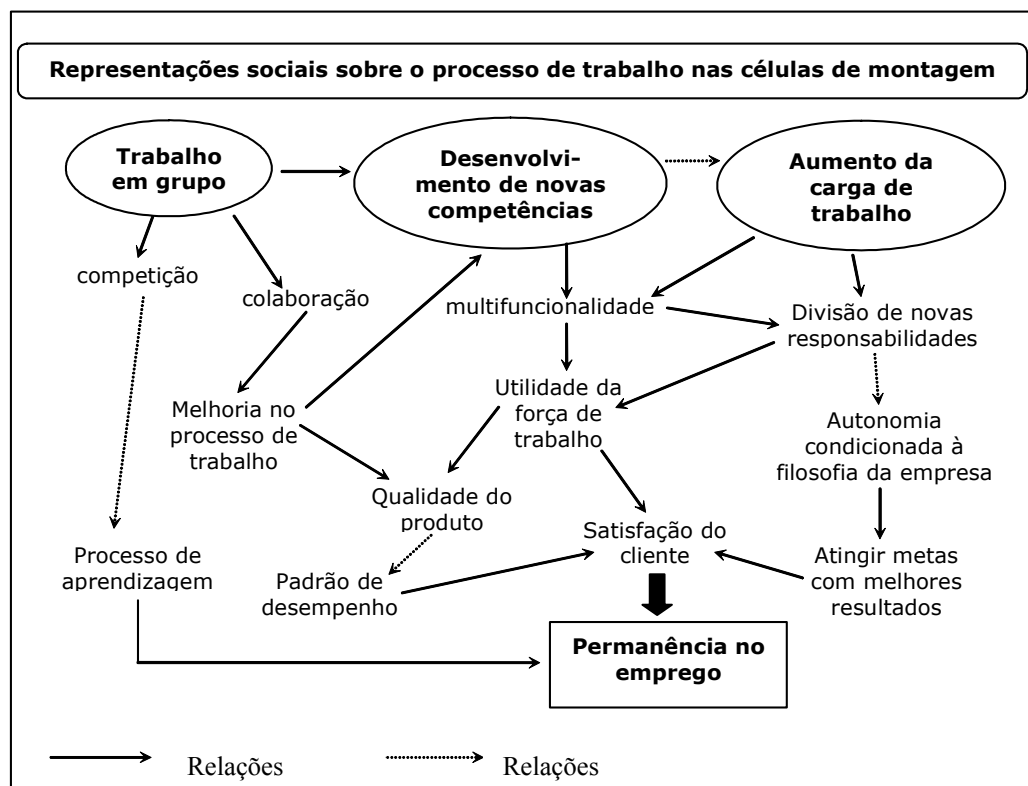 Representações sociais sobre o processo de trabalho nas células de montagem
Trabalho
em grupo
Desenvolvi-
mento de novas
competências
Aumento da
carga de
trabalho
competição
colaboração
multifuncionalidade
Divisão de novas
responsabilidades
Melhoria no
processo de
trabalho
Utilidade da
força de
trabalho
Autonomia
condicionada à
filosofia da empresa
Qualidade do
produto
Satisfação do
cliente
Processo de
aprendizagem
Padrão de
desempenho
Atingir metas
com melhores
resultados
Permanência no
emprego
Relações
Relações